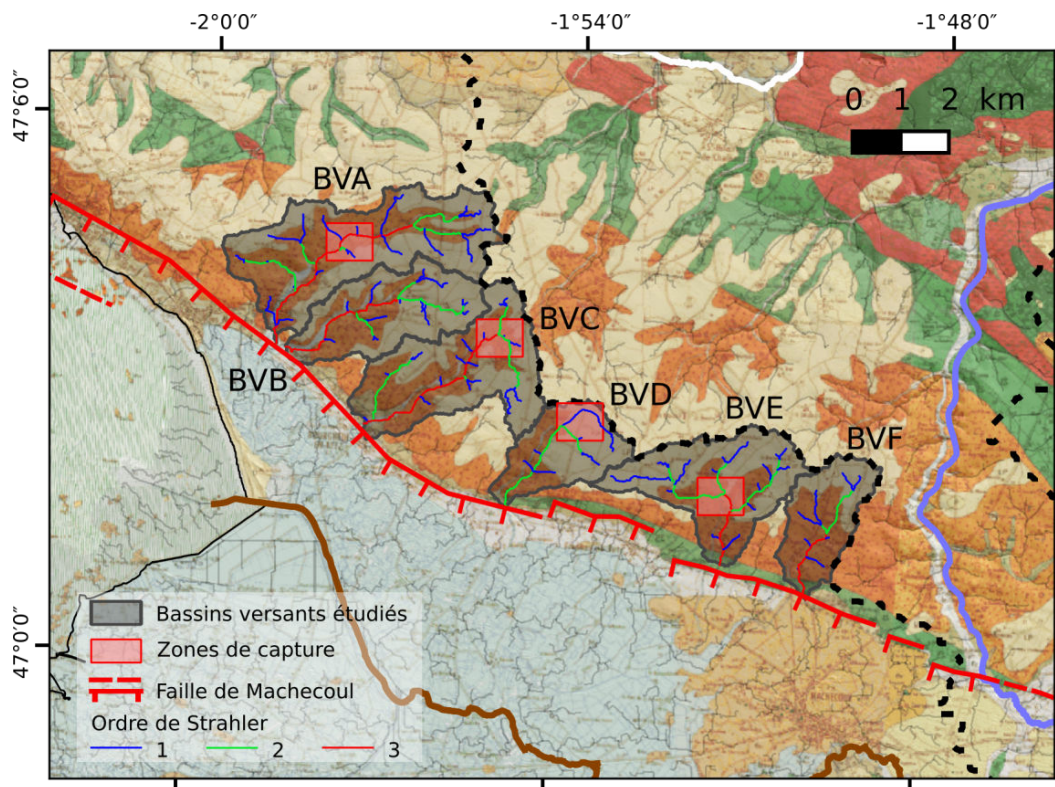 -2°0′0″
-1°54′0″
-1°48′0″
47°6′0″
0 1 2 km
BVA
BVC
BVB
BVD
BVE
BVF
Bassins versants étudiés
Zones de capture
Faille de Machecoul
Ordre de Strahler
1 2 3
47°0′0″
MACHECOUL